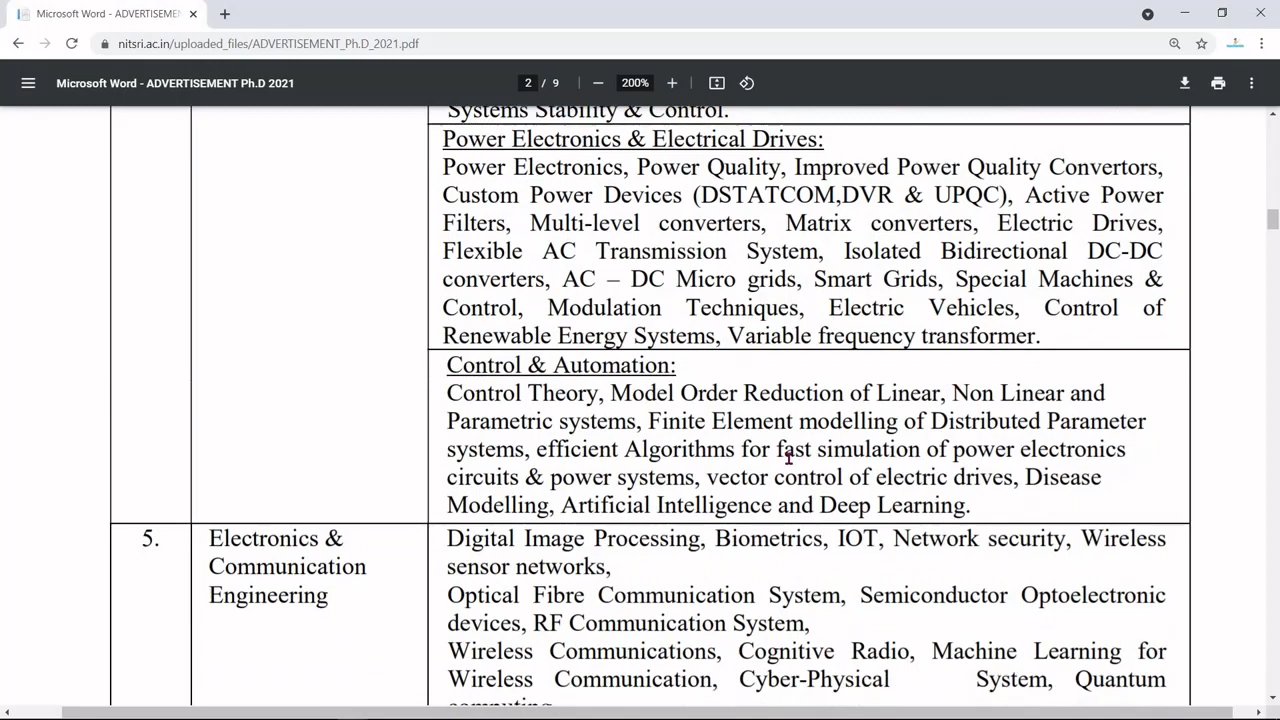 Microsoft Word - ADVERTISEMEN
nitsri.ac.in/uploaded_files/ADVERTISEMENT_Ph.D_2021.pdf
Microsoft Word - ADVERTISEMENT Ph.D 2021
2 / 9
200%
Systems Stability & Control.
Power Electronics & Electrical Drives:
Power Electronics, Power Quality, Improved Power Quality Convertors,
Custom Power Devices (DSTATCOM,DVR & UPQC), Active Power
Filters, Multi-level converters, Matrix converters, Electric Drives,
Flexible AC Transmission System, Isolated Bidirectional DC-DC
converters, AC – DC Micro grids, Smart Grids, Special Machines &
Control, Modulation Techniques, Electric Vehicles, Control of
Renewable Energy Systems, Variable frequency transformer.
Control & Automation:
Control Theory, Model Order Reduction of Linear, Non Linear and
Parametric systems, Finite Element modelling of Distributed Parameter
systems, efficient Algorithms for fast simulation of power electronics
circuits & power systems, vector control of electric drives, Disease
Modelling, Artificial Intelligence and Deep Learning.
5.
Electronics &
Communication
Engineering
Digital Image Processing, Biometrics, IOT, Network security, Wireless
sensor networks,
Optical Fibre Communication System, Semiconductor Optoelectronic
devices, RF Communication System,
Wireless Communications, Cognitive Radio, Machine Learning for
Wireless Communication, Cyber-Physical System, Quantum
computing